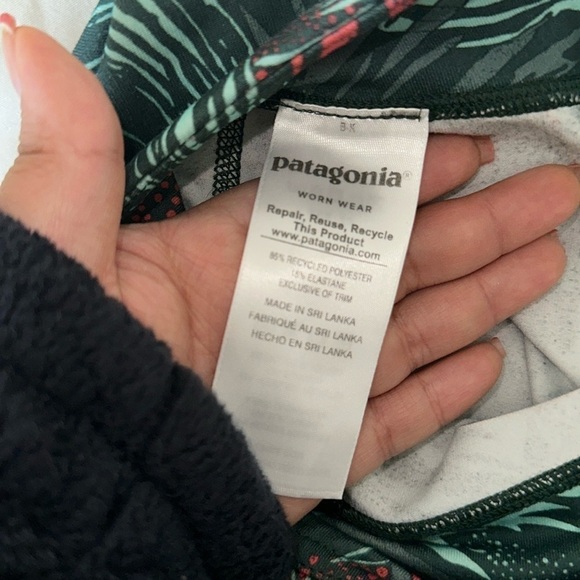 patagonia®
WORN WEAR
Repair, Reuse, Recycle
This Product
www.patagonia.com
85% RECYCLED POLYESTER
15% ELASTANE
EXCLUSIVE OF TRIM
MADE IN SRI LANKA
FABRIQUÉ AU SRI LANKA
HECHO EN SRI LANKA